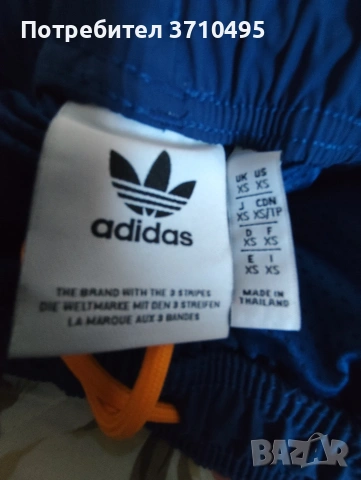 Потребител 3710495
adidas
THE BRAND WITH THE 3 STRIPES
DIE WELTMARKE MIT DEN 3 STREIFEN
LA MARQUE AUX 3 BANDES
UK US
XS XS
J CDN
XS XS/TP
D F
XS XS
E I
XS XS
MADE IN
THAILAND
BAZAR